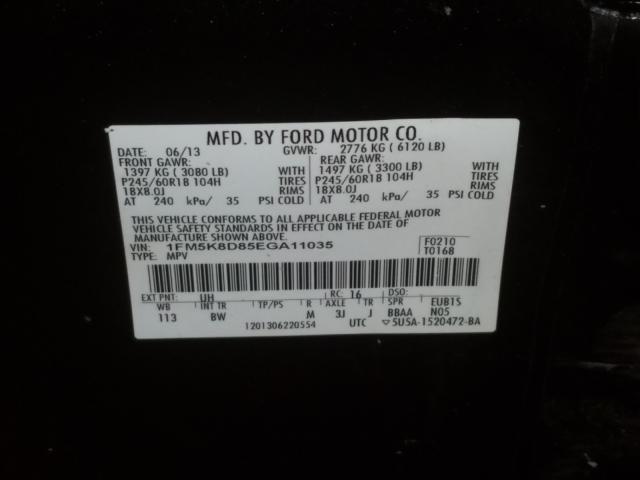 MFD. BY FORD MOTOR CO.
DATE: 06/13 GVWR: 2776 KG ( 6120 LB)
FRONT GAWR: REAR GAWR:
1397 KG ( 3080 LB) WITH 1497 KG ( 3300 LB) WITH
P245/60R18 104H TIRES P245/60R18 104H TIRES
18X8.0J RIMS 18X8.0J RIMS
AT 240 kPa/ 35 PSI COLD AT 240 kPa/ 35 PSI COLD
THIS VEHICLE CONFORMS TO ALL APPLICABLE FEDERAL MOTOR
VEHICLE SAFETY STANDARDS IN EFFECT ON THE DATE OF
MANUFACTURE SHOWN ABOVE.
VIN: 1FM5K8D85EGA11035 F0210
TYPE: MPV T0168
EXT PNT: UH RC: 16 DSO:
WB INT TR TP/PS R AXLE TR SPR EUB1S
113 BW M 3J J BBAA N05
1201306220554 UTC ▽5U5A-1520472-BA